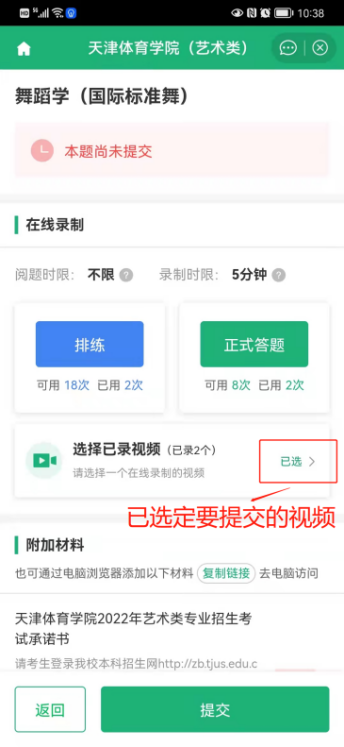 10:38
天津体育学院（艺术类）
舞蹈学（国际标准舞）
本题尚未提交
在线录制
阅题时限： 不限 ? 录制时限： 5分钟 ?
排练 正式答题
可用 18次 已用 2次 可用 8次 已用 2次
选择已录视频（已录2个）
已选 >
请选择一个在线录制的视频
已选定要提交的视频
附加材料
也可通过电脑浏览器添加以下材料 复制链接 去电脑访问
天津体育学院2022年艺术类专业招生考
试承诺书
请考生登录我校本科招生网http://zb.tjus.edu.c
返回 提交